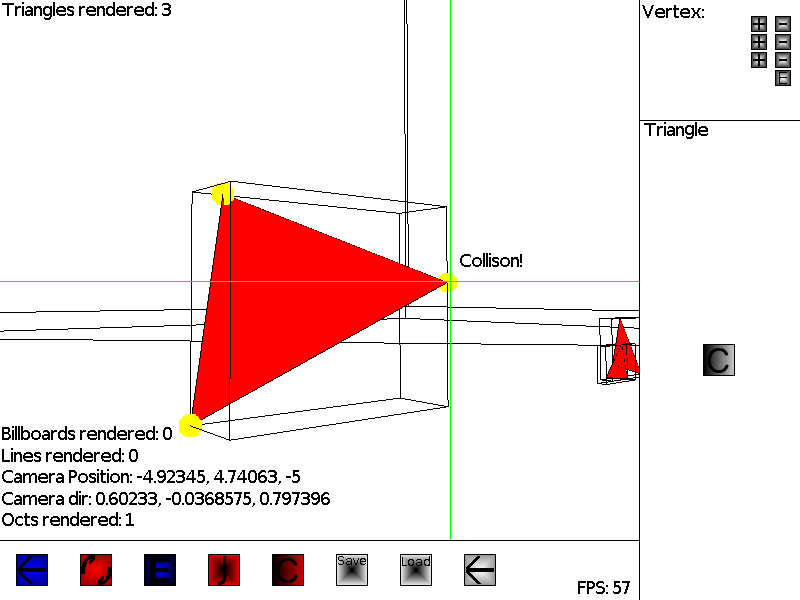 Triangles rendered: 3
Vertex:
Triangle
Collison!
C
Billboards rendered: 0
Lines rendered: 0
Camera Position: -4.92345, 4.74063, -5
Camera dir: 0.60233, -0.0368575, 0.797396
Octs rendered: 1
E J C Save Load
FPS: 57